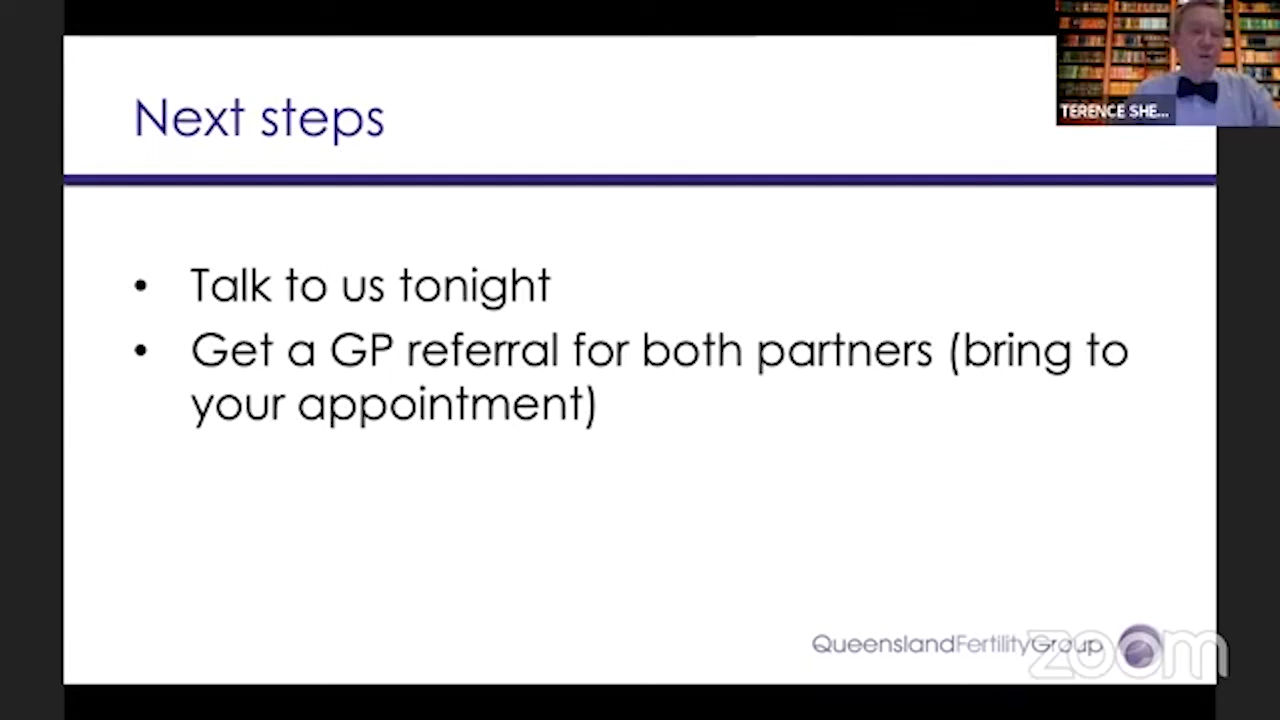 TERENCE SHE...
Next steps
• Talk to us tonight
• Get a GP referral for both partners (bring to
your appointment)
QueenslandFertilityGroup
zoom